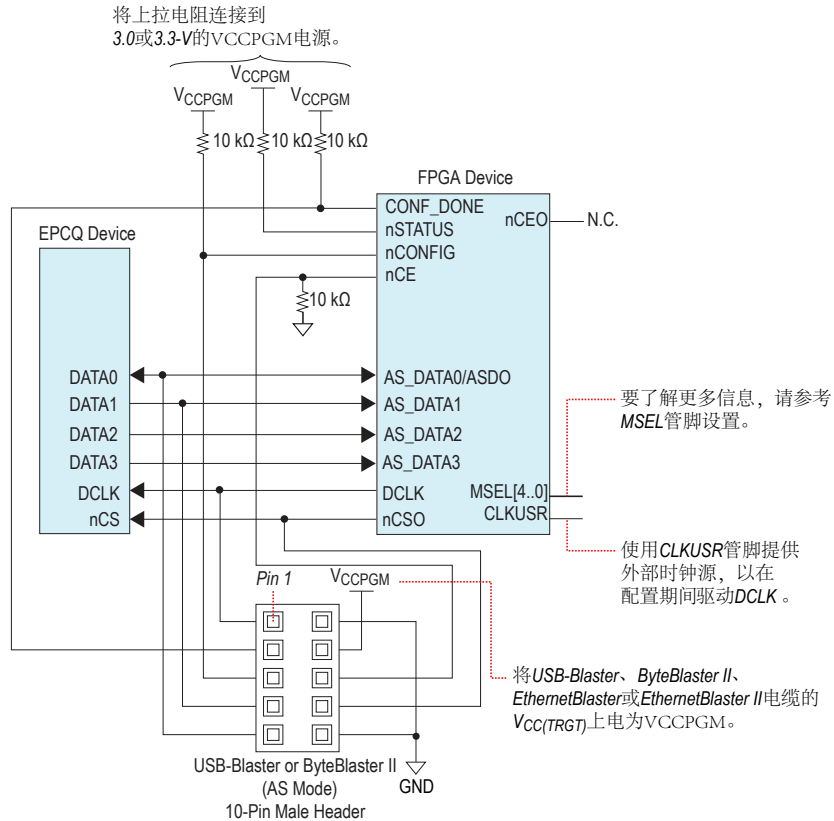 将上拉电阻连接到
3.0或3.3-V的VCCPGM电源。
VCCPGM
VCCPGM
VCCPGM
10 kΩ
10 kΩ
10 kΩ
FPGA Device
CONF_DONE
nSTATUS
nCONFIG
nCE
nCEO
N.C.
EPCQ Device
10 kΩ
DATA0
DATA1
DATA2
DATA3
DCLK
nCS
AS_DATA0/ASDO
AS_DATA1
AS_DATA2
AS_DATA3
DCLK
nCSO
MSEL[4..0]
CLKUSR
要了解更多信息，请参考
MSEL管脚设置。
使用CLKUSR管脚提供
外部时钟源，以在
配置期间驱动DCLK 。
Pin 1
VCCPGM
将USB-Blaster、ByteBlaster II、
EthernetBlaster或EthernetBlaster II电缆的
VCC(TRGT)上电为VCCPGM。
USB-Blaster or ByteBlaster II
(AS Mode)
10-Pin Male Header
GND